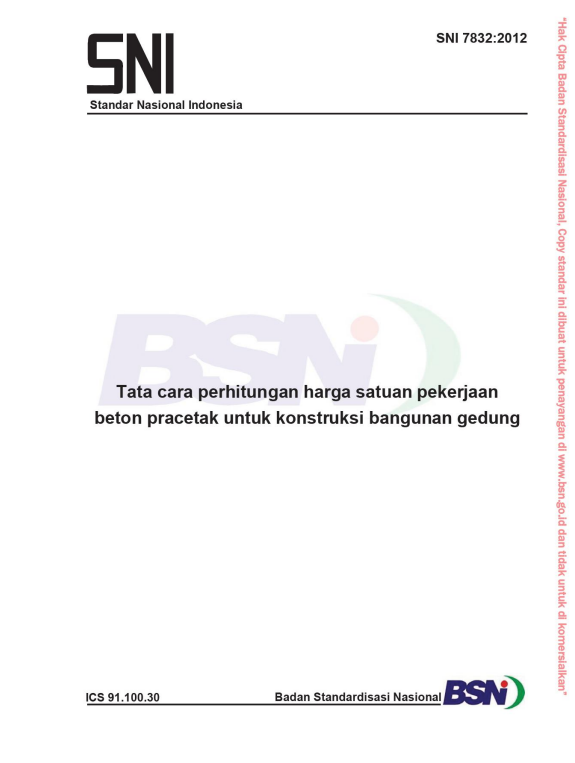 SNI
SNI 7832:2012
Standar Nasional Indonesia
BSN
Tata cara perhitungan harga satuan pekerjaan
beton pracetak untuk konstruksi bangunan gedung
ICS 91.100.30
Badan Standardisasi Nasional
BSN
"Hak Cipta Badan Standardisasi Nasional, Copy standar ini dibuat untuk penayangan di www.bsn.go.id dan tidak untuk di komersialkan"